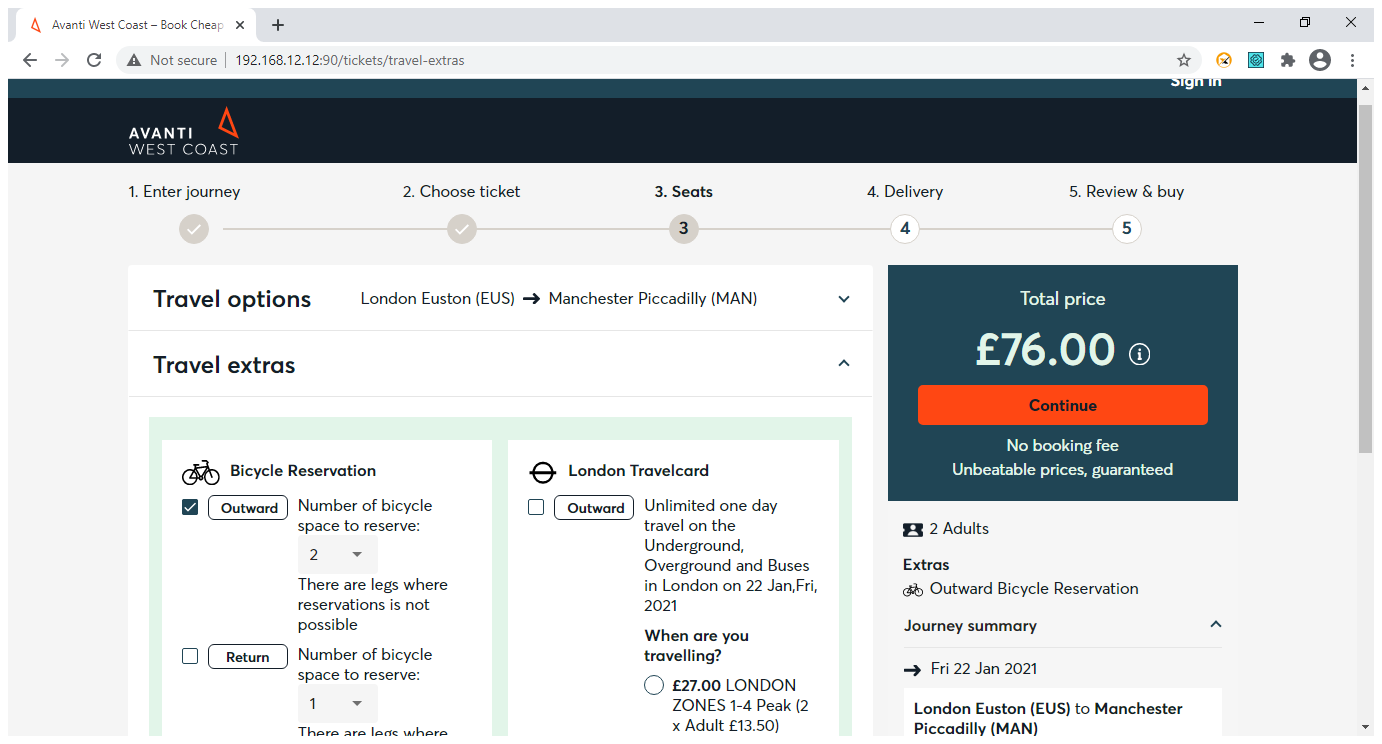 Avanti West Coast – Book Cheap
Not secure
192.168.12.12:90/tickets/travel-extras
Sign in
AVANTI
WEST COAST
1. Enter journey
2. Choose ticket
3. Seats
4. Delivery
5. Review & buy
3
4
5
Travel options
London Euston (EUS) → Manchester Piccadilly (MAN)
Travel extras
Bicycle Reservation
Outward
Number of bicycle
space to reserve:
2
There are legs where
reservations is not
possible
Return
Number of bicycle
space to reserve:
1
There are legs where
London Travelcard
Outward
Unlimited one day
travel on the
Underground,
Overground and Buses
in London on 22 Jan,Fri,
2021
When are you
travelling?
£27.00 LONDON
ZONES 1-4 Peak (2
x Adult £13.50)
Total price
£76.00
Continue
No booking fee
Unbeatable prices, guaranteed
2 Adults
Extras
Outward Bicycle Reservation
Journey summary
→ Fri 22 Jan 2021
London Euston (EUS) to Manchester
Piccadilly (MAN)